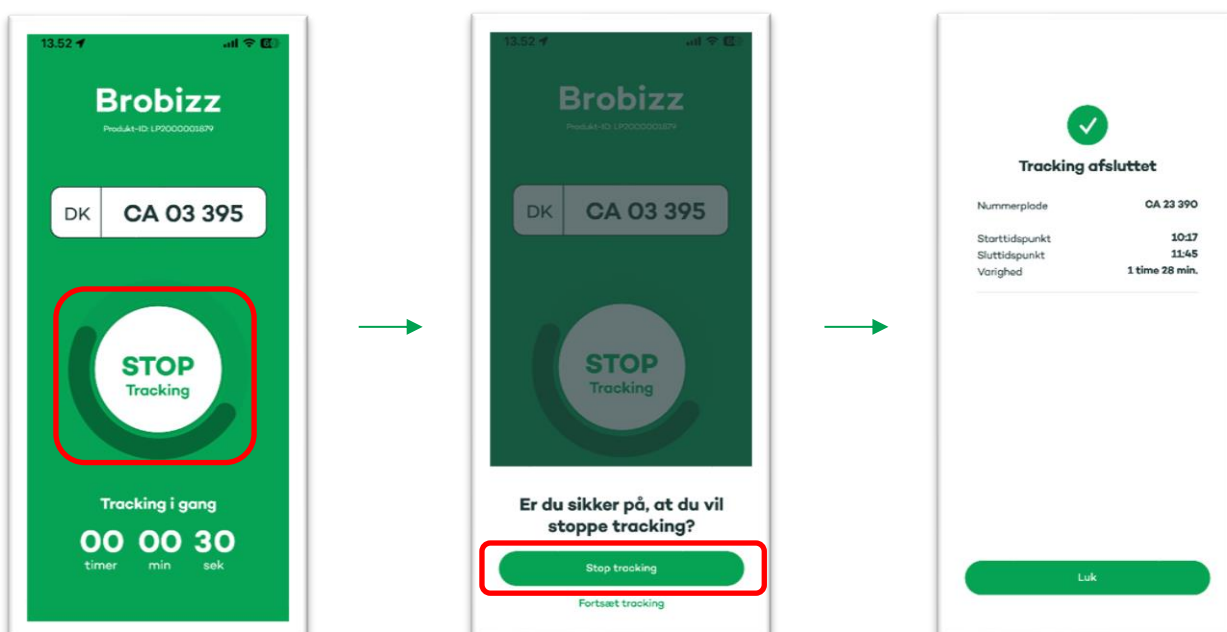 13.52
Brobizz
Produkt-ID: LP2000001879
DK CA 03 395
STOP
Tracking
Tracking i gang
00 00 30
timer min sek
13.52
Brobizz
Produkt-ID: LP2000001879
DK CA 03 395
STOP
Tracking
Er du sikker på, at du vil
stoppe tracking?
Stop tracking
Fortsæt tracking
Tracking afsluttet
Nummerplade CA 23 390
Starttidspunkt 10:17
Sluttidspunkt 11:45
Varighed 1 time 28 min.
Luk